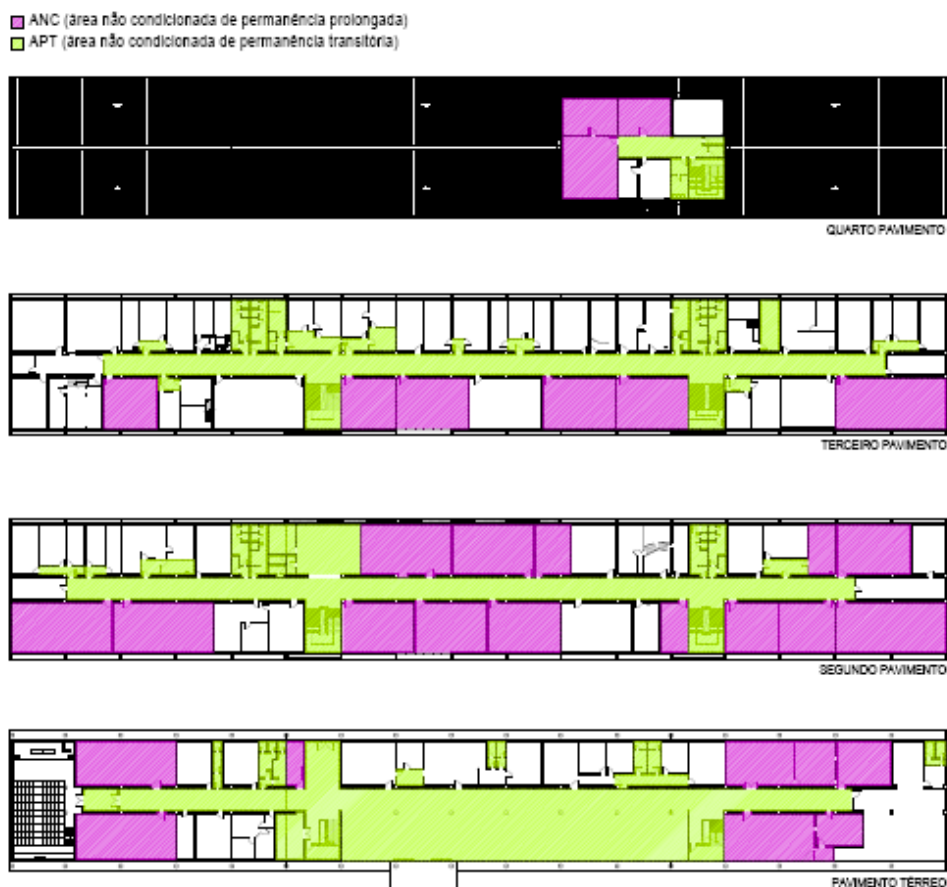 ANC (área não condicionada de permanência prolongada)
APT (área não condicionada de permanência transitória)
QUARTO PAVIMENTO
TERCEIRO PAVIMENTO
SEGUNDO PAVIMENTO
PAVIMENTO TÉRREO